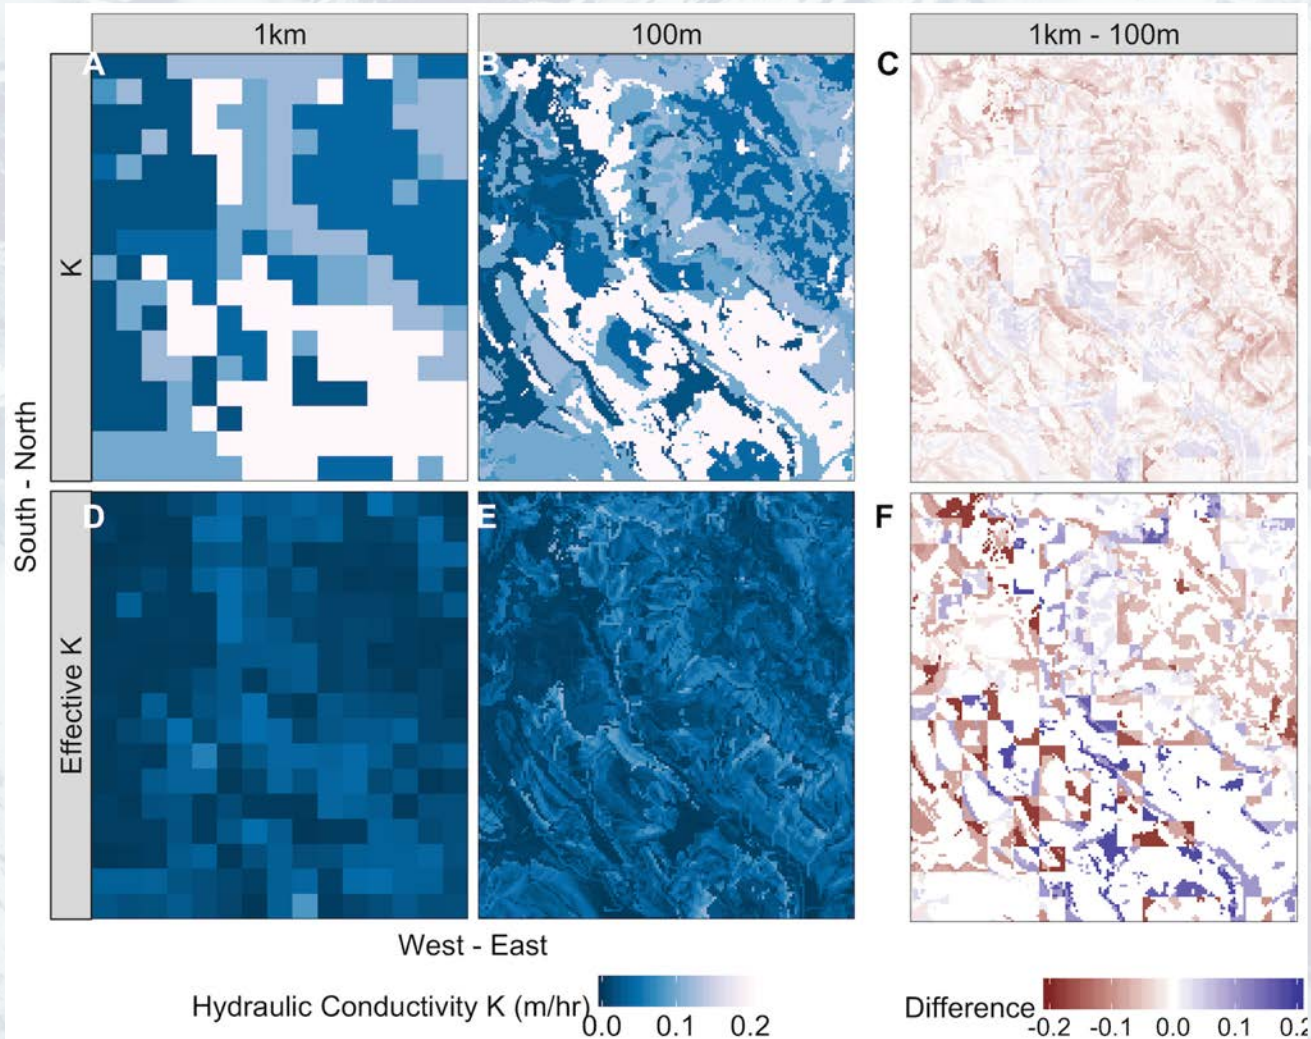 1km
100m
1km - 100m
A
B
C
K
South - North
D
E
F
Effective K
West - East
Hydraulic Conductivity K (m/hr)
0.0 0.1 0.2
Difference
-0.2 -0.1 0.0 0.1